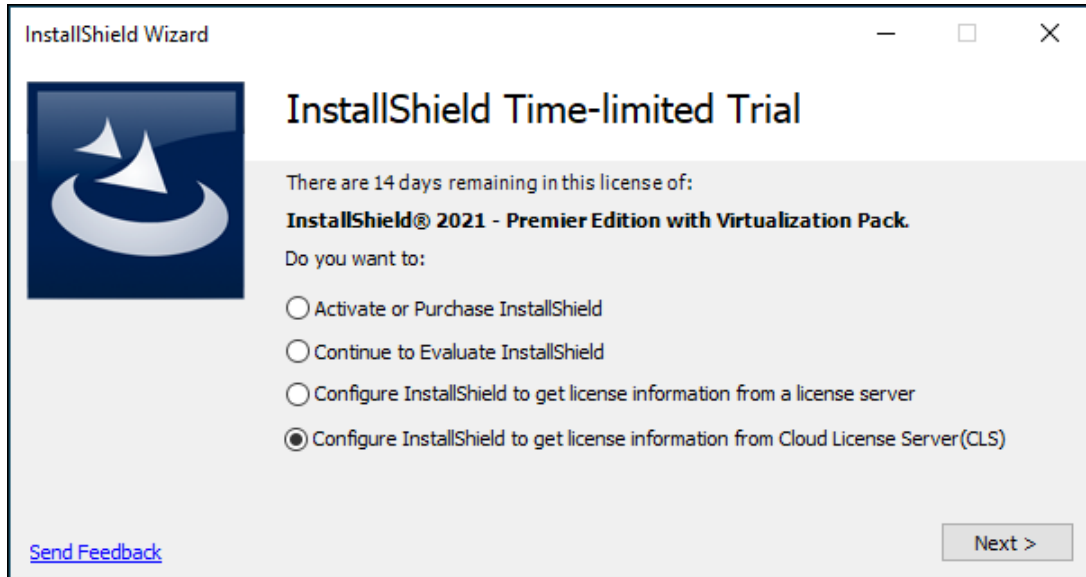 InstallShield Wizard
InstallShield Time-limited Trial
There are 14 days remaining in this license of:
InstallShield® 2021 - Premier Edition with Virtualization Pack.
Do you want to:
Activate or Purchase InstallShield
Continue to Evaluate InstallShield
Configure InstallShield to get license information from a license server
Configure InstallShield to get license information from Cloud License Server(CLS)
Send Feedback
Next >